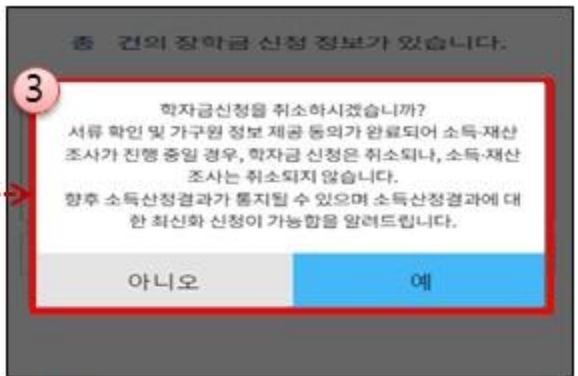 총 건의 장학금 신청 정보가 있습니다.
3
학자금신청을 취소하시겠습니까?
서류 확인 및 가구원 정보 제공 동의가 완료되어 소득·재산
조사가 진행 중일 경우, 학자금 신청은 취소되나, 소득·재산
조사는 취소되지 않습니다.
향후 소득산정결과가 통지될 수 있으며 소득산정결과에 대
한 최신화 신청이 가능함을 알려드립니다.
아니오
예